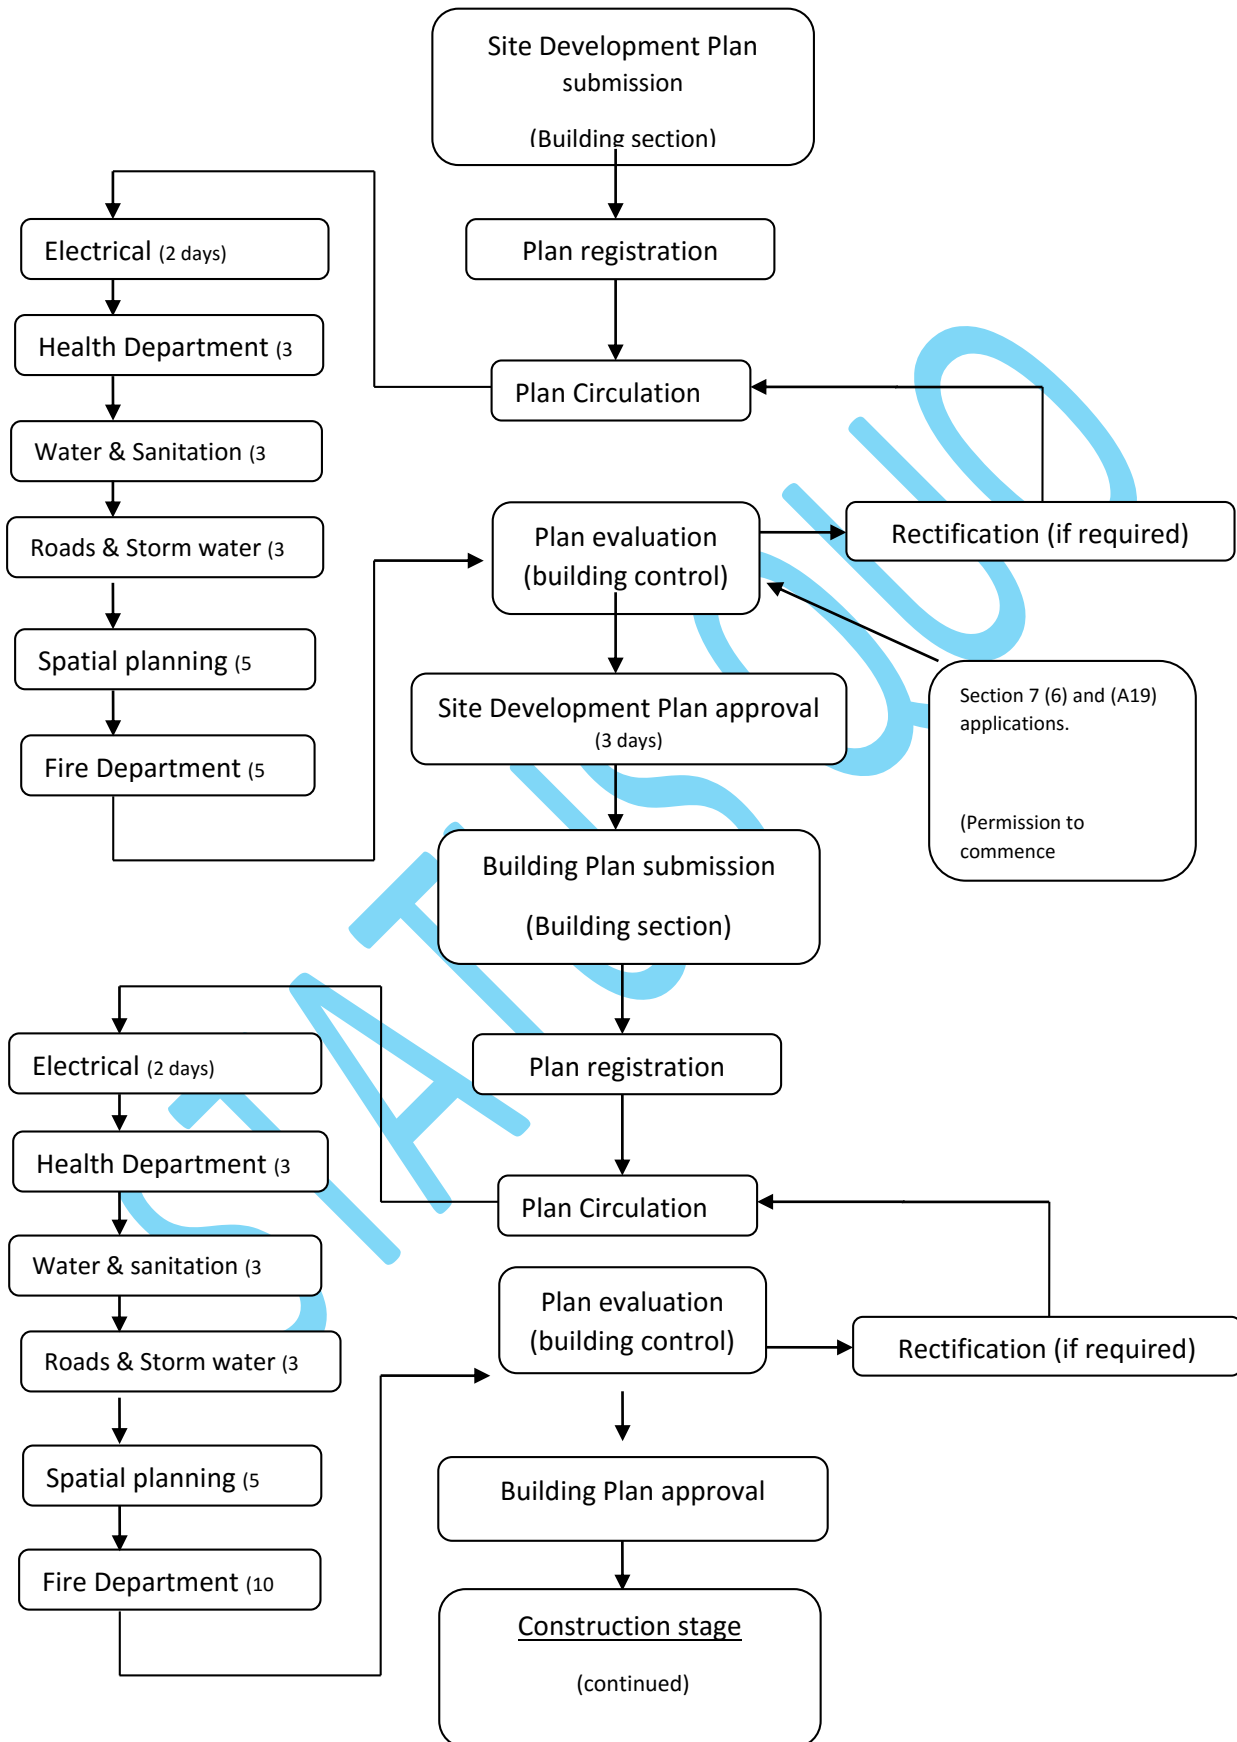 Site Development Plan
submission
(Building section)
Plan registration
Plan Circulation
Electrical (2 days)
Health Department (3
Water & Sanitation (3
Roads & Storm water (3
Spatial planning (5
Fire Department (5
Plan evaluation
(building control)
Rectification (if required)
Section 7 (6) and (A19)
applications.
(Permission to
commence
Site Development Plan approval
(3 days)
Building Plan submission
(Building section)
Plan registration
Plan Circulation
Electrical (2 days)
Health Department (3
Water & sanitation (3
Roads & Storm water (3
Spatial planning (5
Fire Department (10
Plan evaluation
(building control)
Rectification (if required)
Building Plan approval
Construction stage
(continued)
STATUS QUO